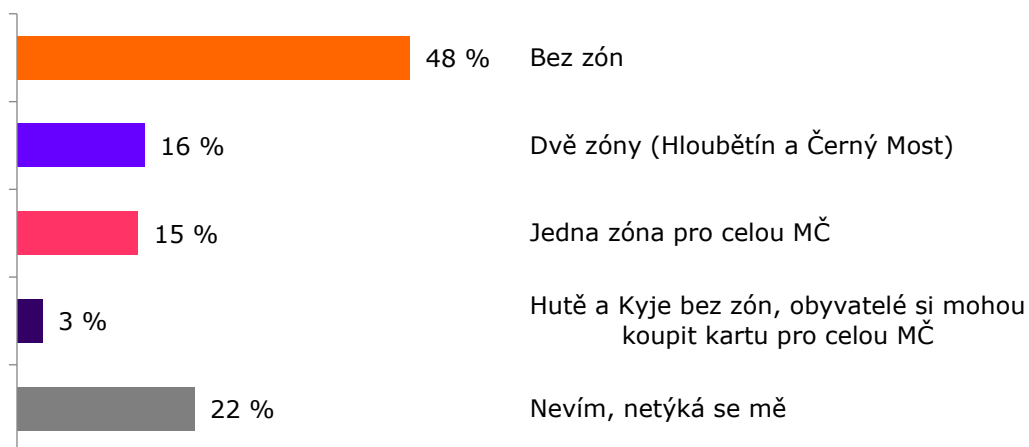 48 % Bez zón
16 % Dvě zóny (Hloubětín a Černý Most)
15 % Jedna zóna pro celou MČ
3 % Hutě a Kyje bez zón, obyvatelé si mohou
koupit kartu pro celou MČ
22 % Nevím, netýká se mě